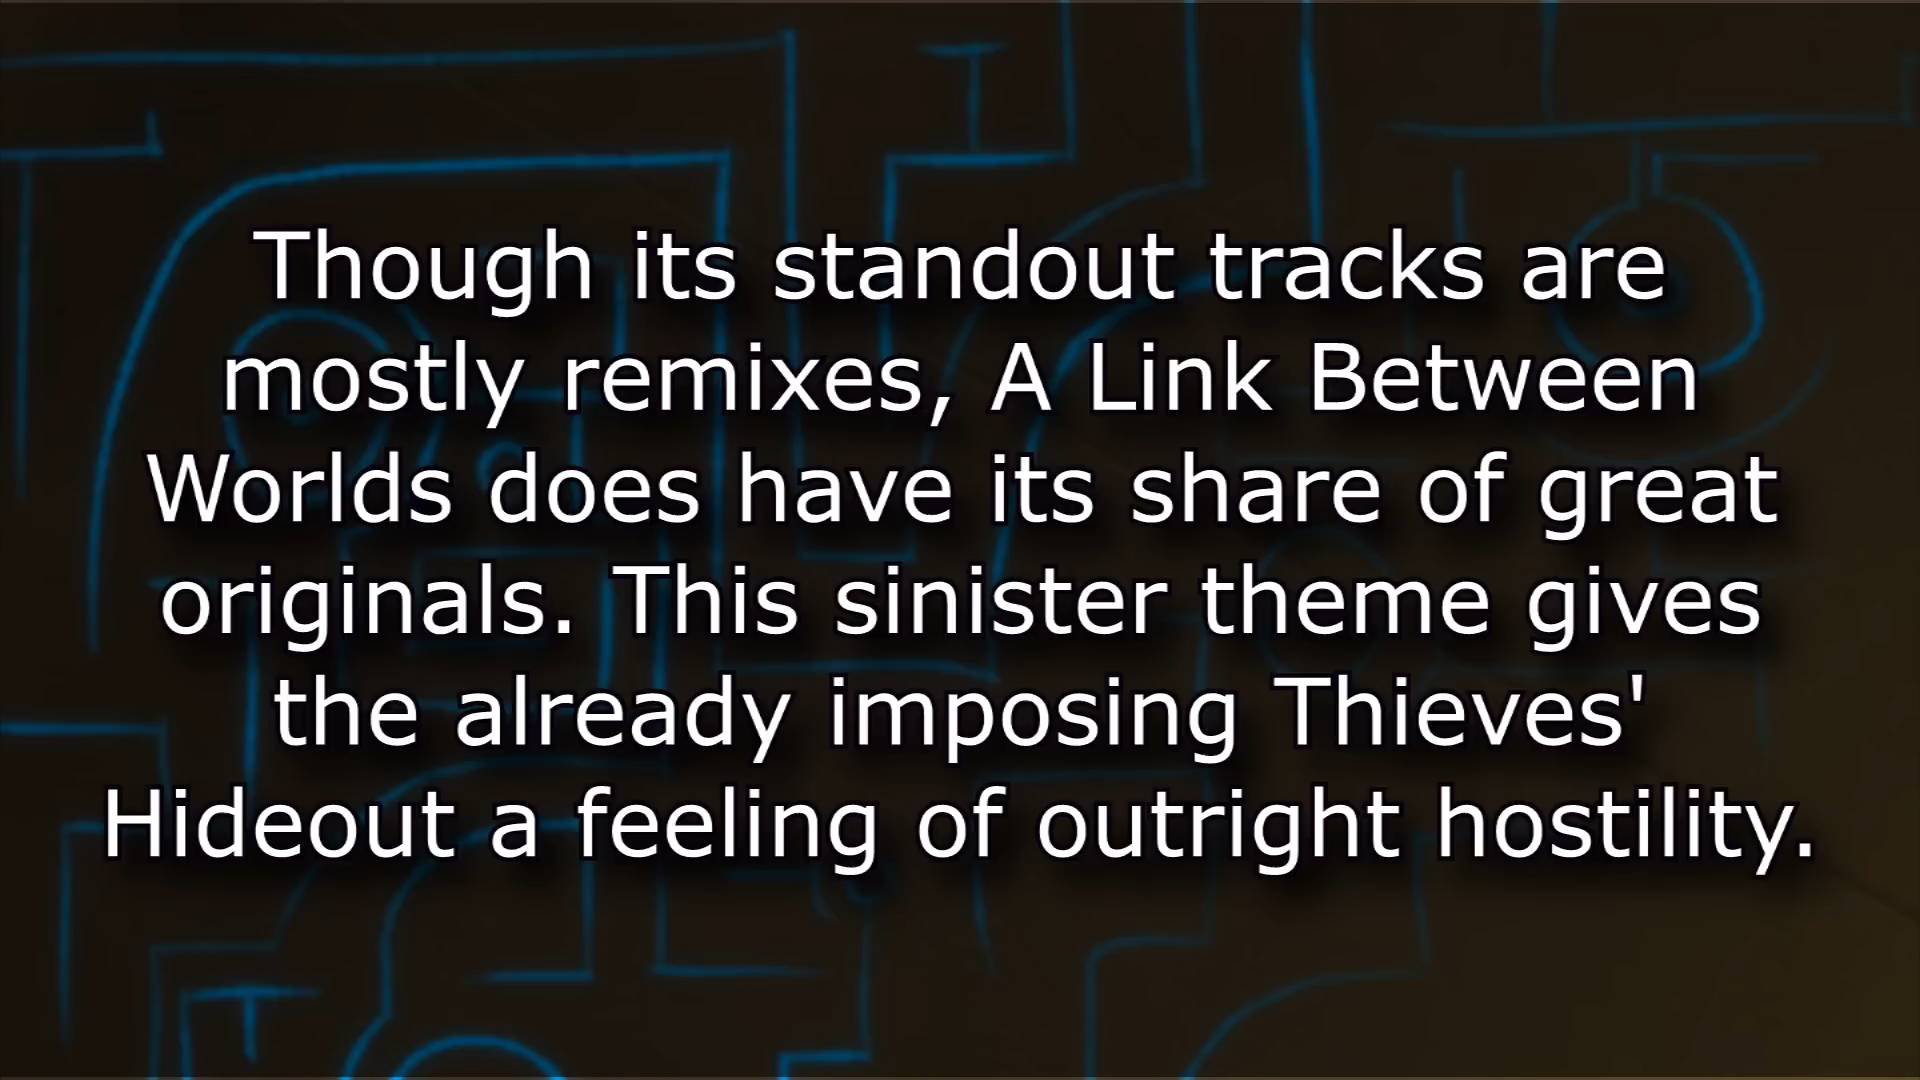 Though its standout tracks are
mostly remixes, A Link Between
Worlds does have its share of great
originals. This sinister theme gives
the already imposing Thieves'
Hideout a feeling of outright hostility.